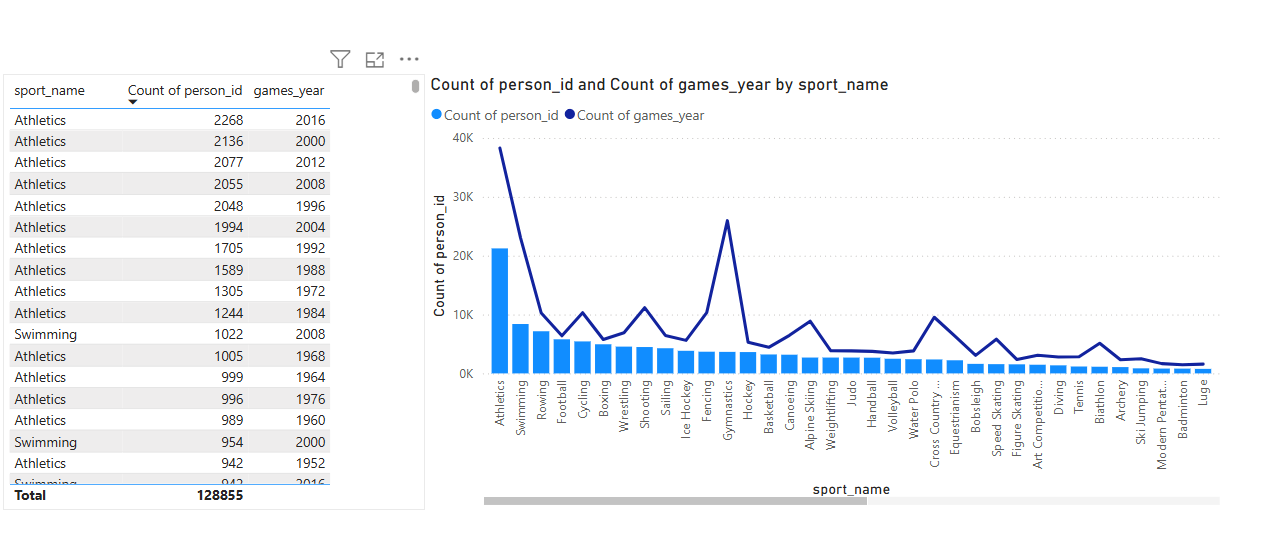 sport_name Count of person_id games_year
Athletics 2268 2016
Athletics 2136 2000
Athletics 2077 2012
Athletics 2055 2008
Athletics 2048 1996
Athletics 1994 2004
Athletics 1705 1992
Athletics 1589 1988
Athletics 1305 1972
Athletics 1244 1984
Swimming 1022 2008
Athletics 1005 1968
Athletics 999 1964
Athletics 996 1976
Athletics 989 1960
Swimming 954 2000
Athletics 942 1952
Swimming 942 2016
Total 128855
Count of person_id and Count of games_year by sport_name
Count of person_id Count of games_year
Count of person_id
40K
30K
20K
10K
0K
Athletics
Swimming
Rowing
Football
Cycling
Boxing
Wrestling
Shooting
Sailing
Ice Hockey
Fencing
Gymnastics
Hockey
Basketball
Canoeing
Alpine Skiing
Weightlifting
Judo
Handball
Volleyball
Water Polo
Cross Country ...
Equestrianism
Bobsleigh
Speed Skating
Figure Skating
Art Competitio...
Diving
Tennis
Biathlon
Archery
Ski Jumping
Modern Pentat...
Badminton
Luge
sport_name